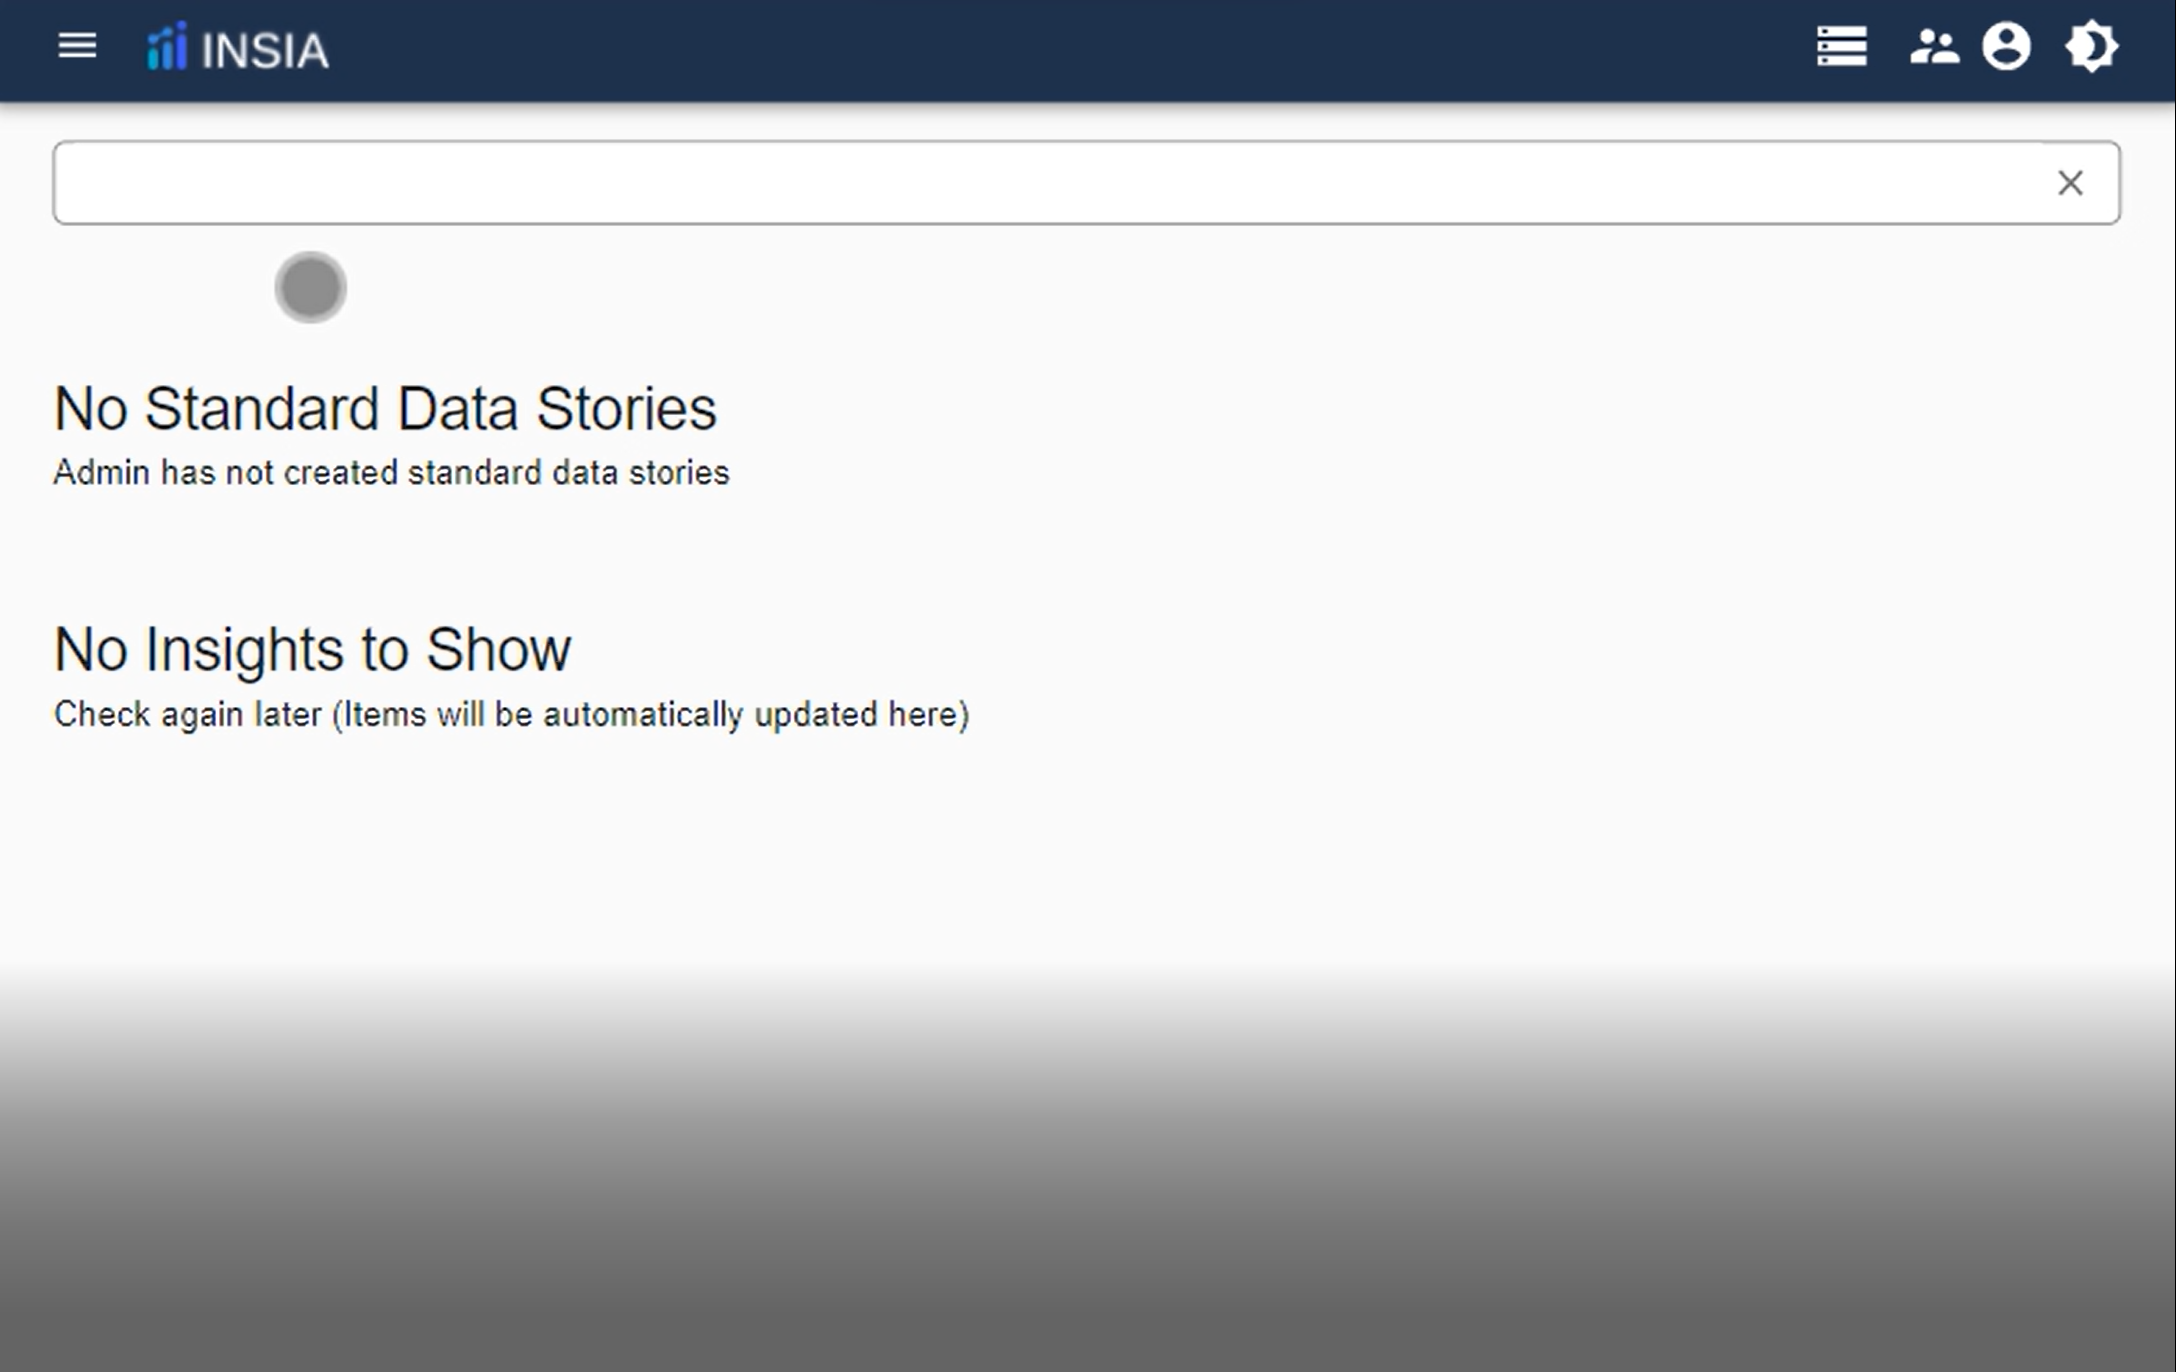 INSIA
No Standard Data Stories
Admin has not created standard data stories
No Insights to Show
Check again later (Items will be automatically updated here)